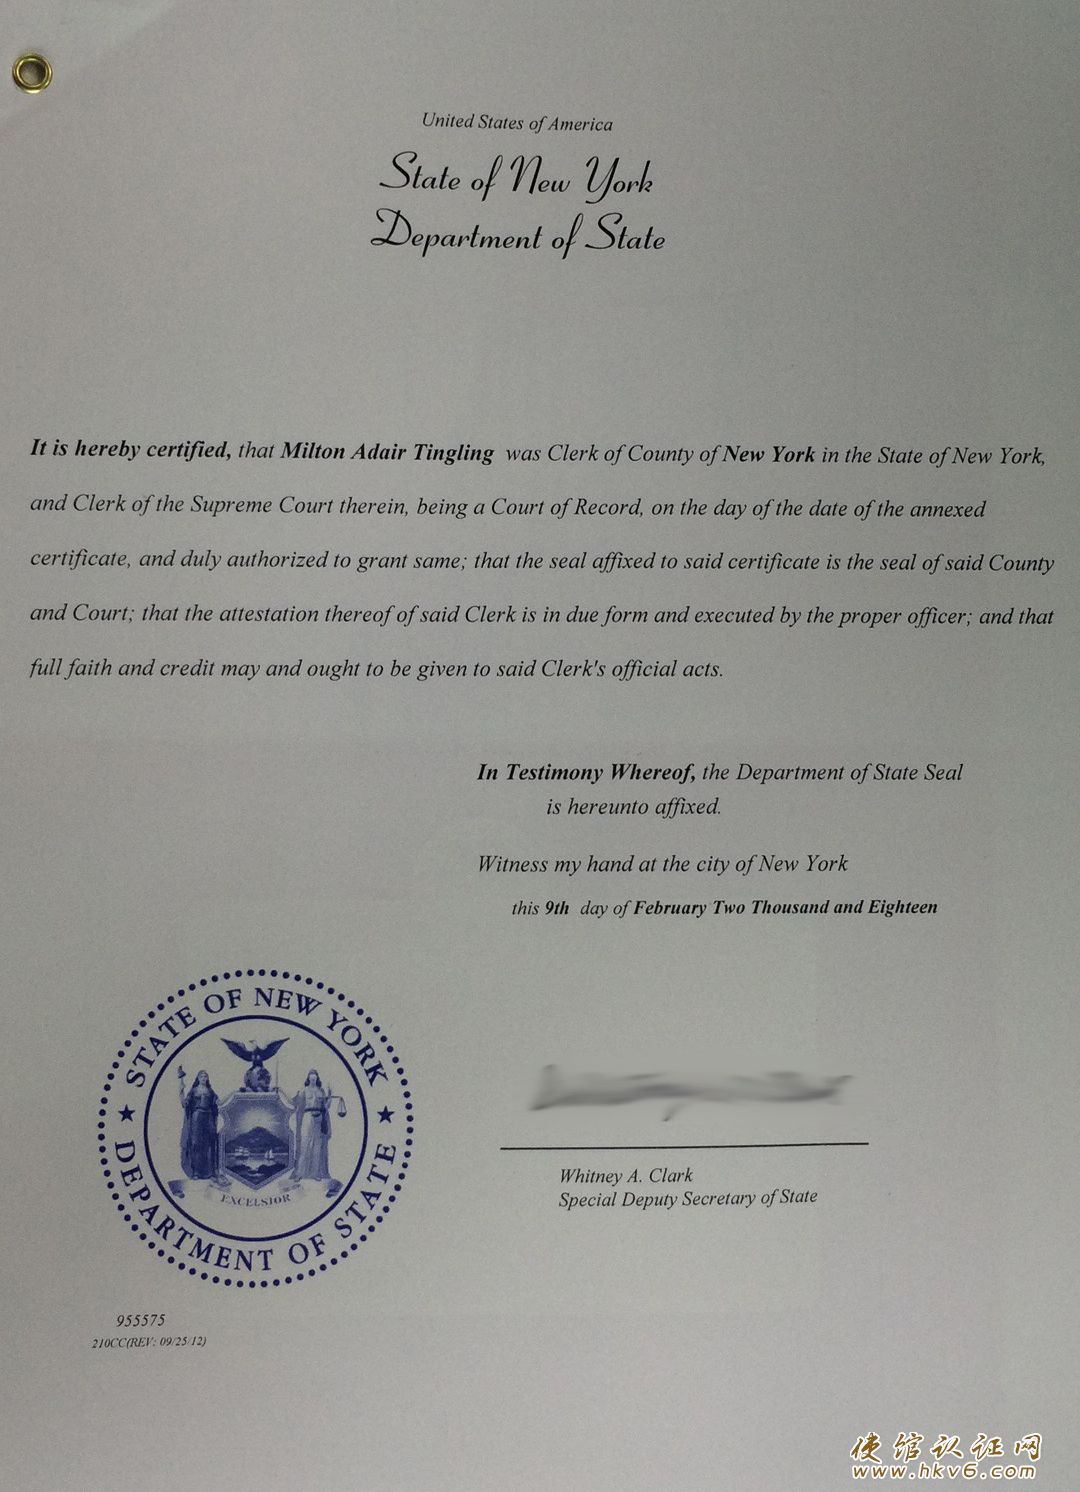 United States of America
State of New York
Department of State
It is hereby certified, that Milton Adair Tingling was Clerk of County of New York in the State of New York,
and Clerk of the Supreme Court therein, being a Court of Record, on the day of the date of the annexed
certificate, and duly authorized to grant same; that the seal affixed to said certificate is the seal of said County
and Court; that the attestation thereof of said Clerk is in due form and executed by the proper officer; and that
full faith and credit may and ought to be given to said Clerk's official acts.
In Testimony Whereof, the Department of State Seal
is hereunto affixed.
Witness my hand at the city of New York
this 9th day of February Two Thousand and Eighteen
STATE OF NEW YORK
EXCELSIOR
DEPARTMENT OF STATE
Whitney A. Clark
Special Deputy Secretary of State
955575
210CC(REV: 09/25/12)
使馆认证网
www.hkv6.com